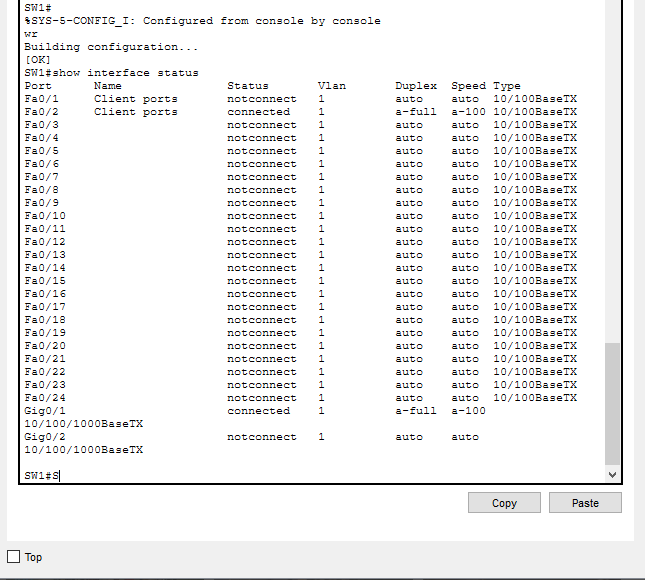 SW1#
%SYS-5-CONFIG_I: Configured from console by console
wr
Building configuration...
[OK]
SW1#show interface status
Port Name Status Vlan Duplex Speed Type
Fa0/1 Client ports notconnect 1 auto auto 10/100BaseTX
Fa0/2 Client ports connected 1 a-full a-100 10/100BaseTX
Fa0/3 notconnect 1 auto auto 10/100BaseTX
Fa0/4 notconnect 1 auto auto 10/100BaseTX
Fa0/5 notconnect 1 auto auto 10/100BaseTX
Fa0/6 notconnect 1 auto auto 10/100BaseTX
Fa0/7 notconnect 1 auto auto 10/100BaseTX
Fa0/8 notconnect 1 auto auto 10/100BaseTX
Fa0/9 notconnect 1 auto auto 10/100BaseTX
Fa0/10 notconnect 1 auto auto 10/100BaseTX
Fa0/11 notconnect 1 auto auto 10/100BaseTX
Fa0/12 notconnect 1 auto auto 10/100BaseTX
Fa0/13 notconnect 1 auto auto 10/100BaseTX
Fa0/14 notconnect 1 auto auto 10/100BaseTX
Fa0/15 notconnect 1 auto auto 10/100BaseTX
Fa0/16 notconnect 1 auto auto 10/100BaseTX
Fa0/17 notconnect 1 auto auto 10/100BaseTX
Fa0/18 notconnect 1 auto auto 10/100BaseTX
Fa0/19 notconnect 1 auto auto 10/100BaseTX
Fa0/20 notconnect 1 auto auto 10/100BaseTX
Fa0/21 notconnect 1 auto auto 10/100BaseTX
Fa0/22 notconnect 1 auto auto 10/100BaseTX
Fa0/23 notconnect 1 auto auto 10/100BaseTX
Fa0/24 notconnect 1 auto auto 10/100BaseTX
Gig0/1 connected 1 a-full a-100
10/100/1000BaseTX
Gig0/2 notconnect 1 auto auto
10/100/1000BaseTX
SW1#S
Copy Paste
Top